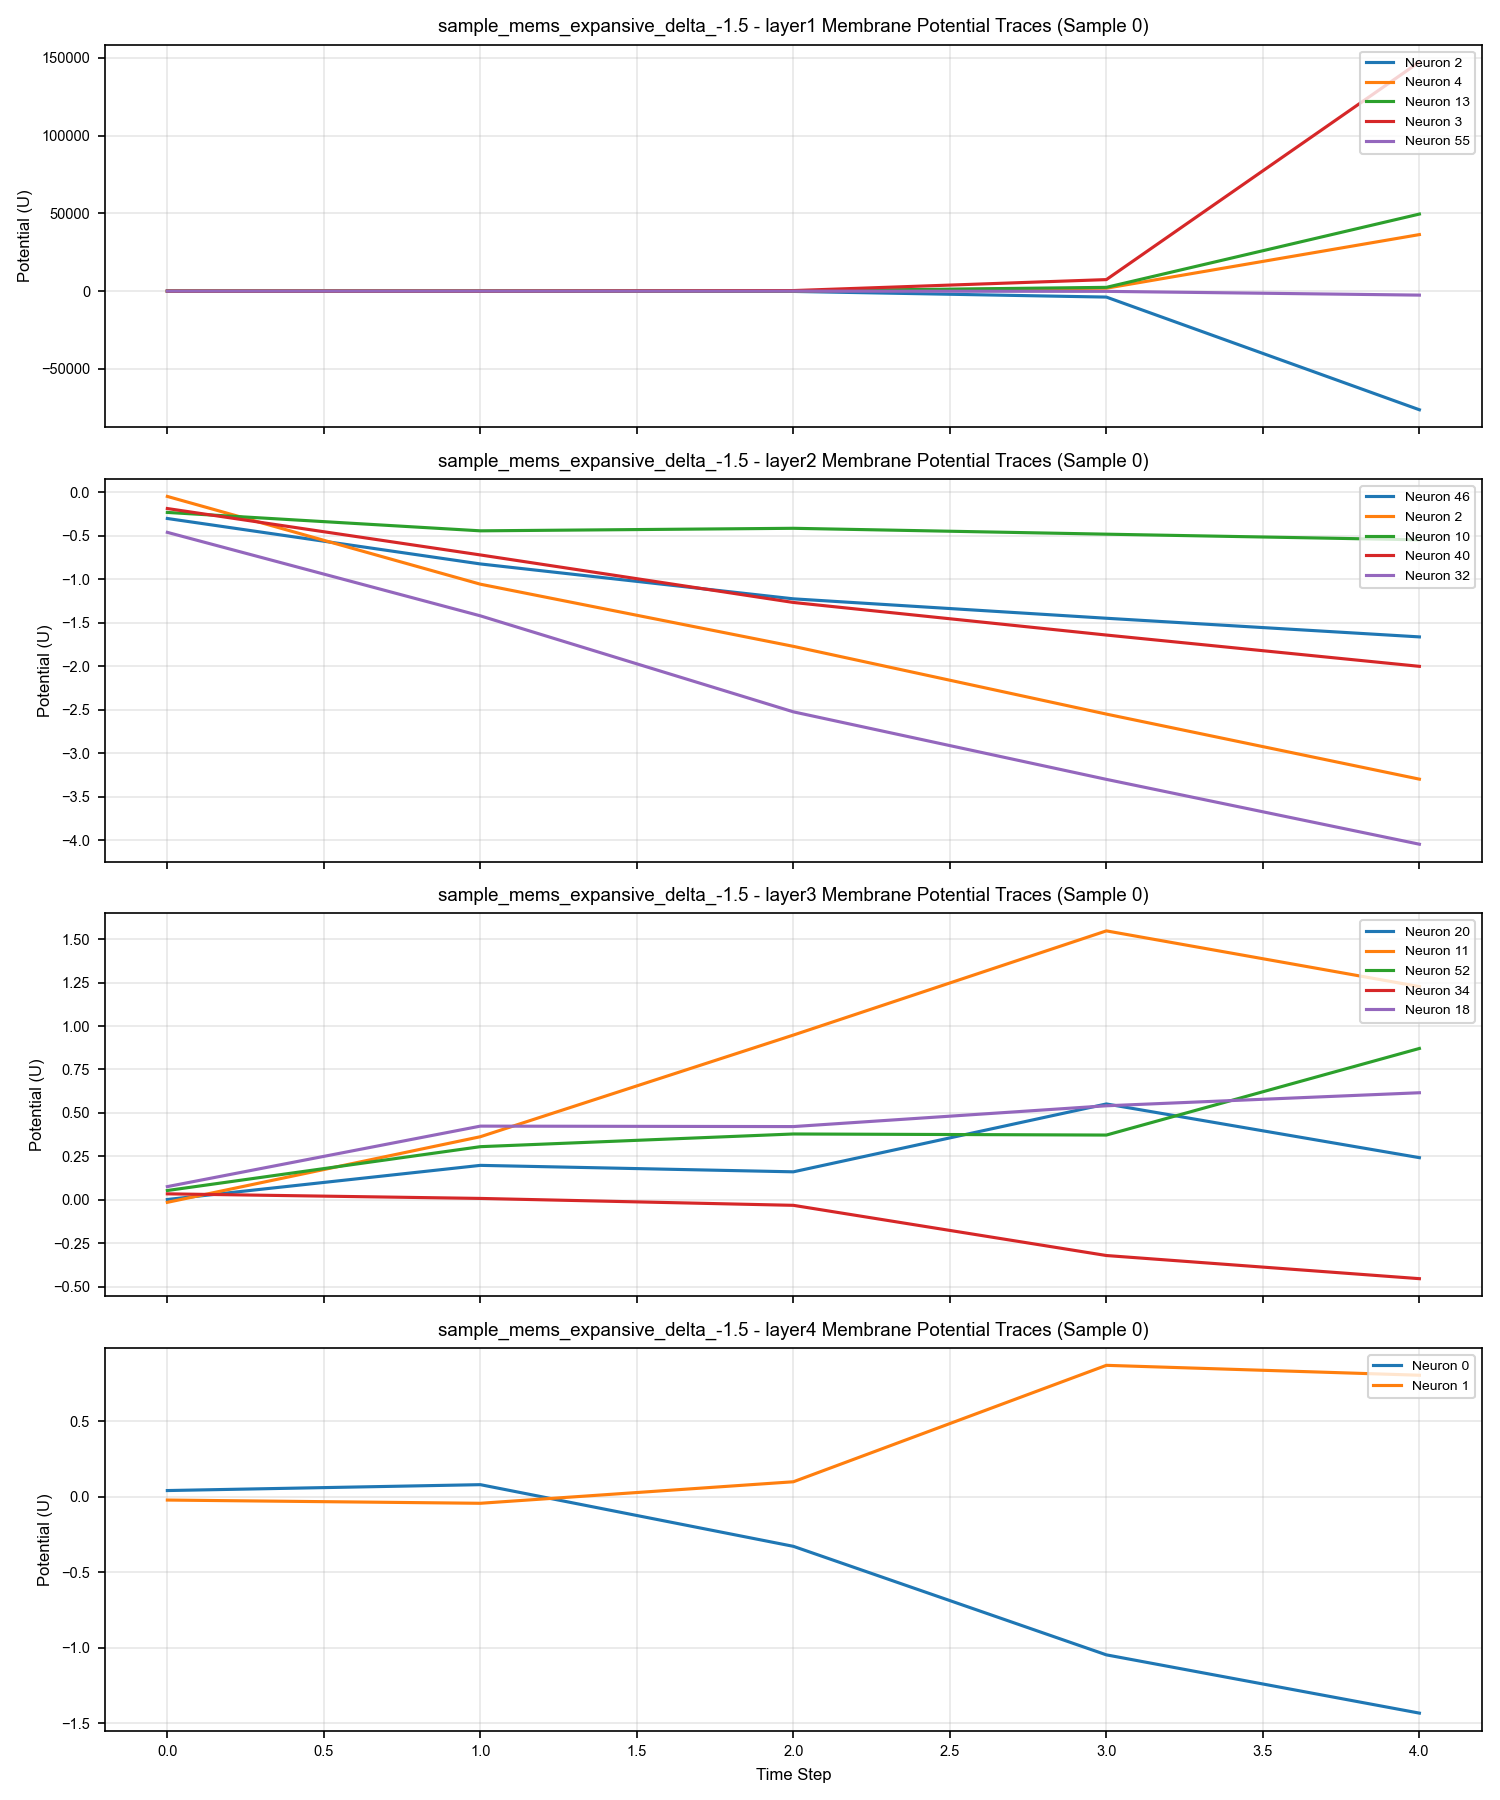 sample_mems_expansive_delta_-1.5 - layer1 Membrane Potential Traces (Sample 0)
150000
100000
50000
0
−50000
Potential (U)
Neuron 2
Neuron 4
Neuron 13
Neuron 3
Neuron 55
sample_mems_expansive_delta_-1.5 - layer2 Membrane Potential Traces (Sample 0)
0.0
−0.5
−1.0
−1.5
−2.0
−2.5
−3.0
−3.5
−4.0
Potential (U)
Neuron 46
Neuron 2
Neuron 10
Neuron 40
Neuron 32
sample_mems_expansive_delta_-1.5 - layer3 Membrane Potential Traces (Sample 0)
1.50
1.25
1.00
0.75
0.50
0.25
0.00
−0.25
−0.50
Potential (U)
Neuron 20
Neuron 11
Neuron 52
Neuron 34
Neuron 18
sample_mems_expansive_delta_-1.5 - layer4 Membrane Potential Traces (Sample 0)
0.5
0.0
−0.5
−1.0
−1.5
Potential (U)
Neuron 0
Neuron 1
0.0 0.5 1.0 1.5 2.0 2.5 3.0 3.5 4.0
Time Step